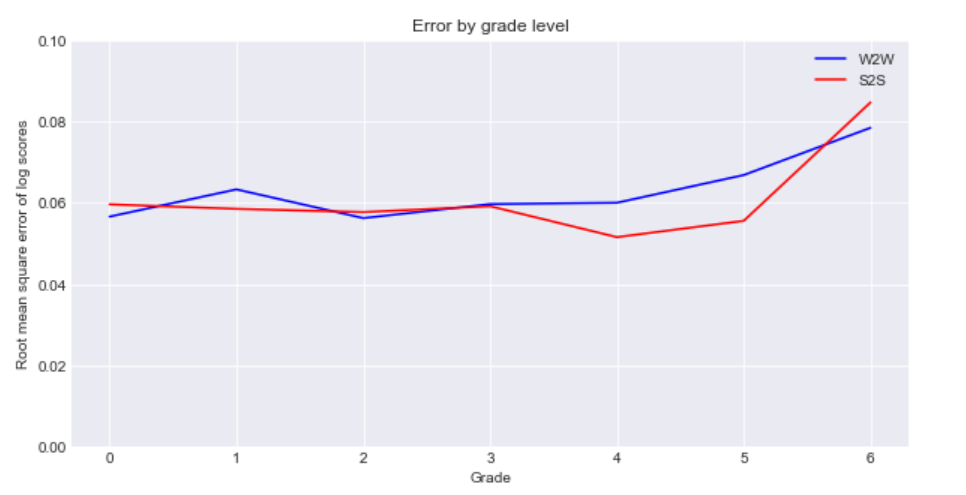 Error by grade level
W2W
S2S
Root mean square error of log scores
0.10
0.08
0.06
0.04
0.02
0.00
0 1 2 3 4 5 6
Grade